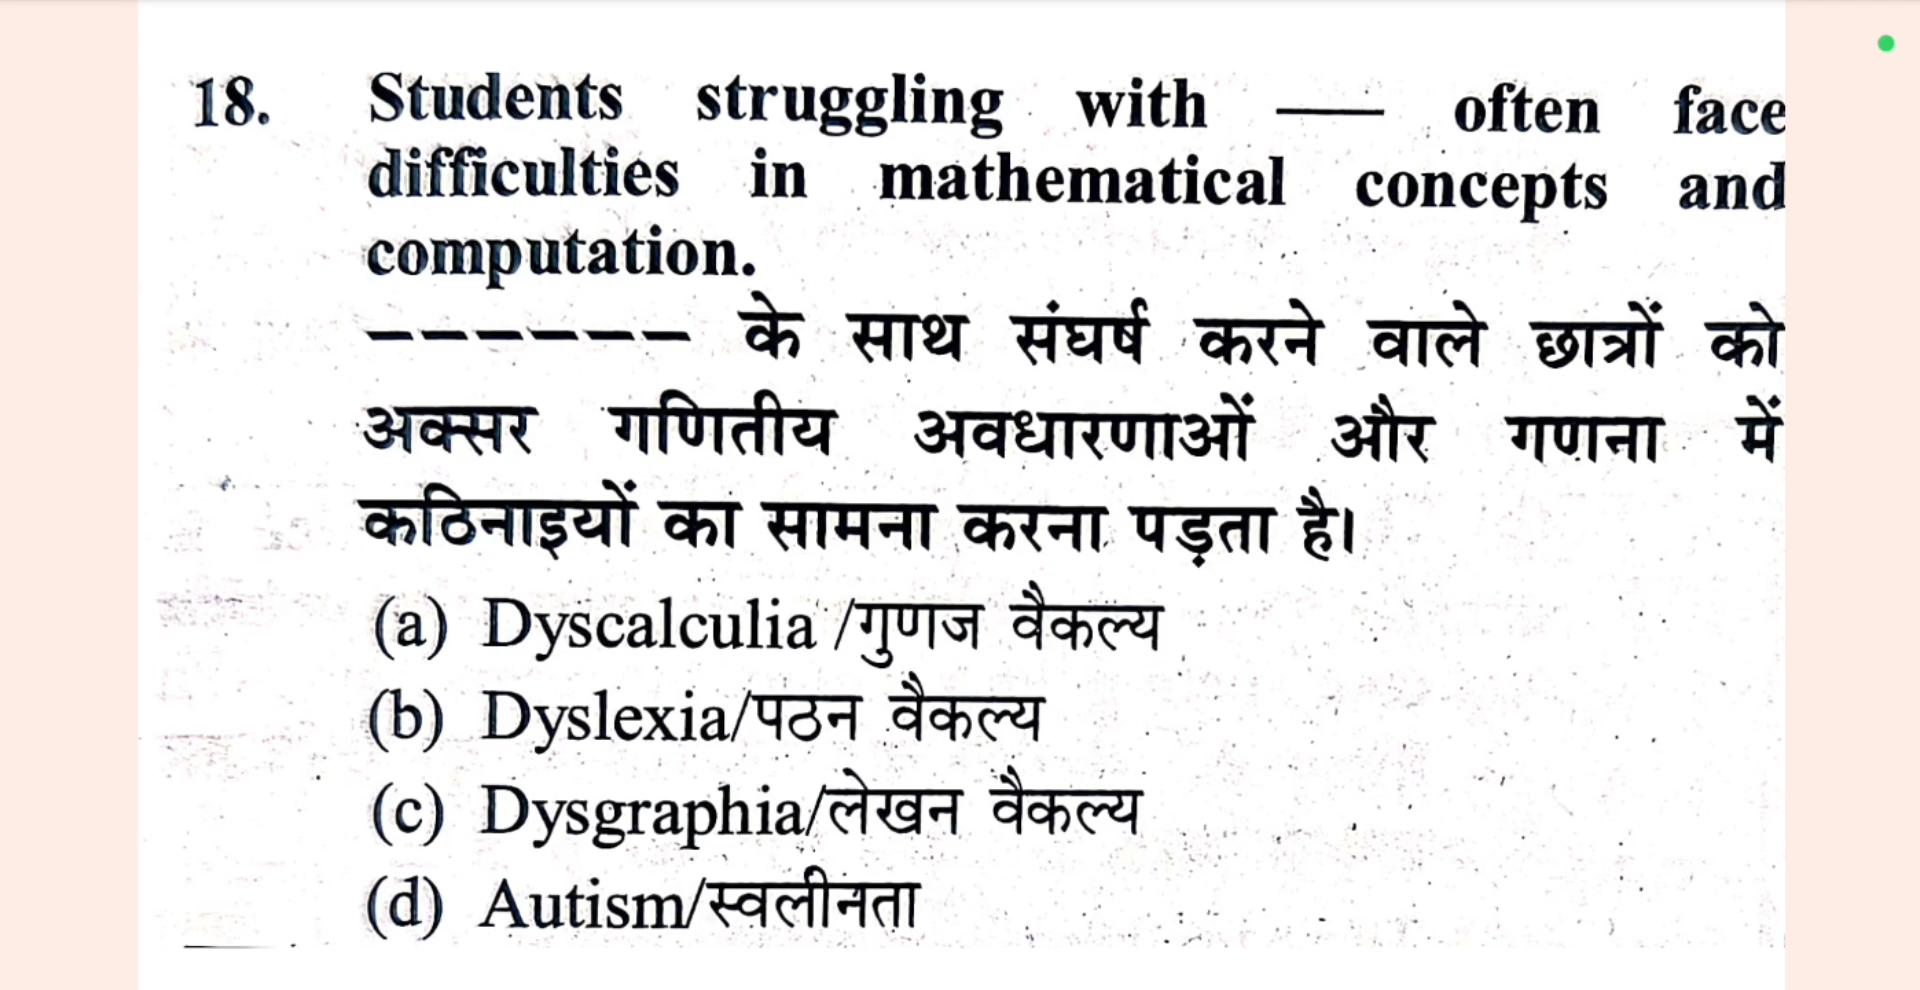 18. Students struggling with — often face
difficulties in mathematical concepts and
computation.
------ के साथ संघर्ष करने वाले छात्रों को
अक्सर गणितीय अवधारणाओं और गणना में
कठिनाइयों का सामना करना पड़ता है।
(a) Dyscalculia /गुणज वैकल्य
(b) Dyslexia/पठन वैकल्य
(c) Dysgraphia/लेखन वैकल्य
(d) Autism/स्वलीनता